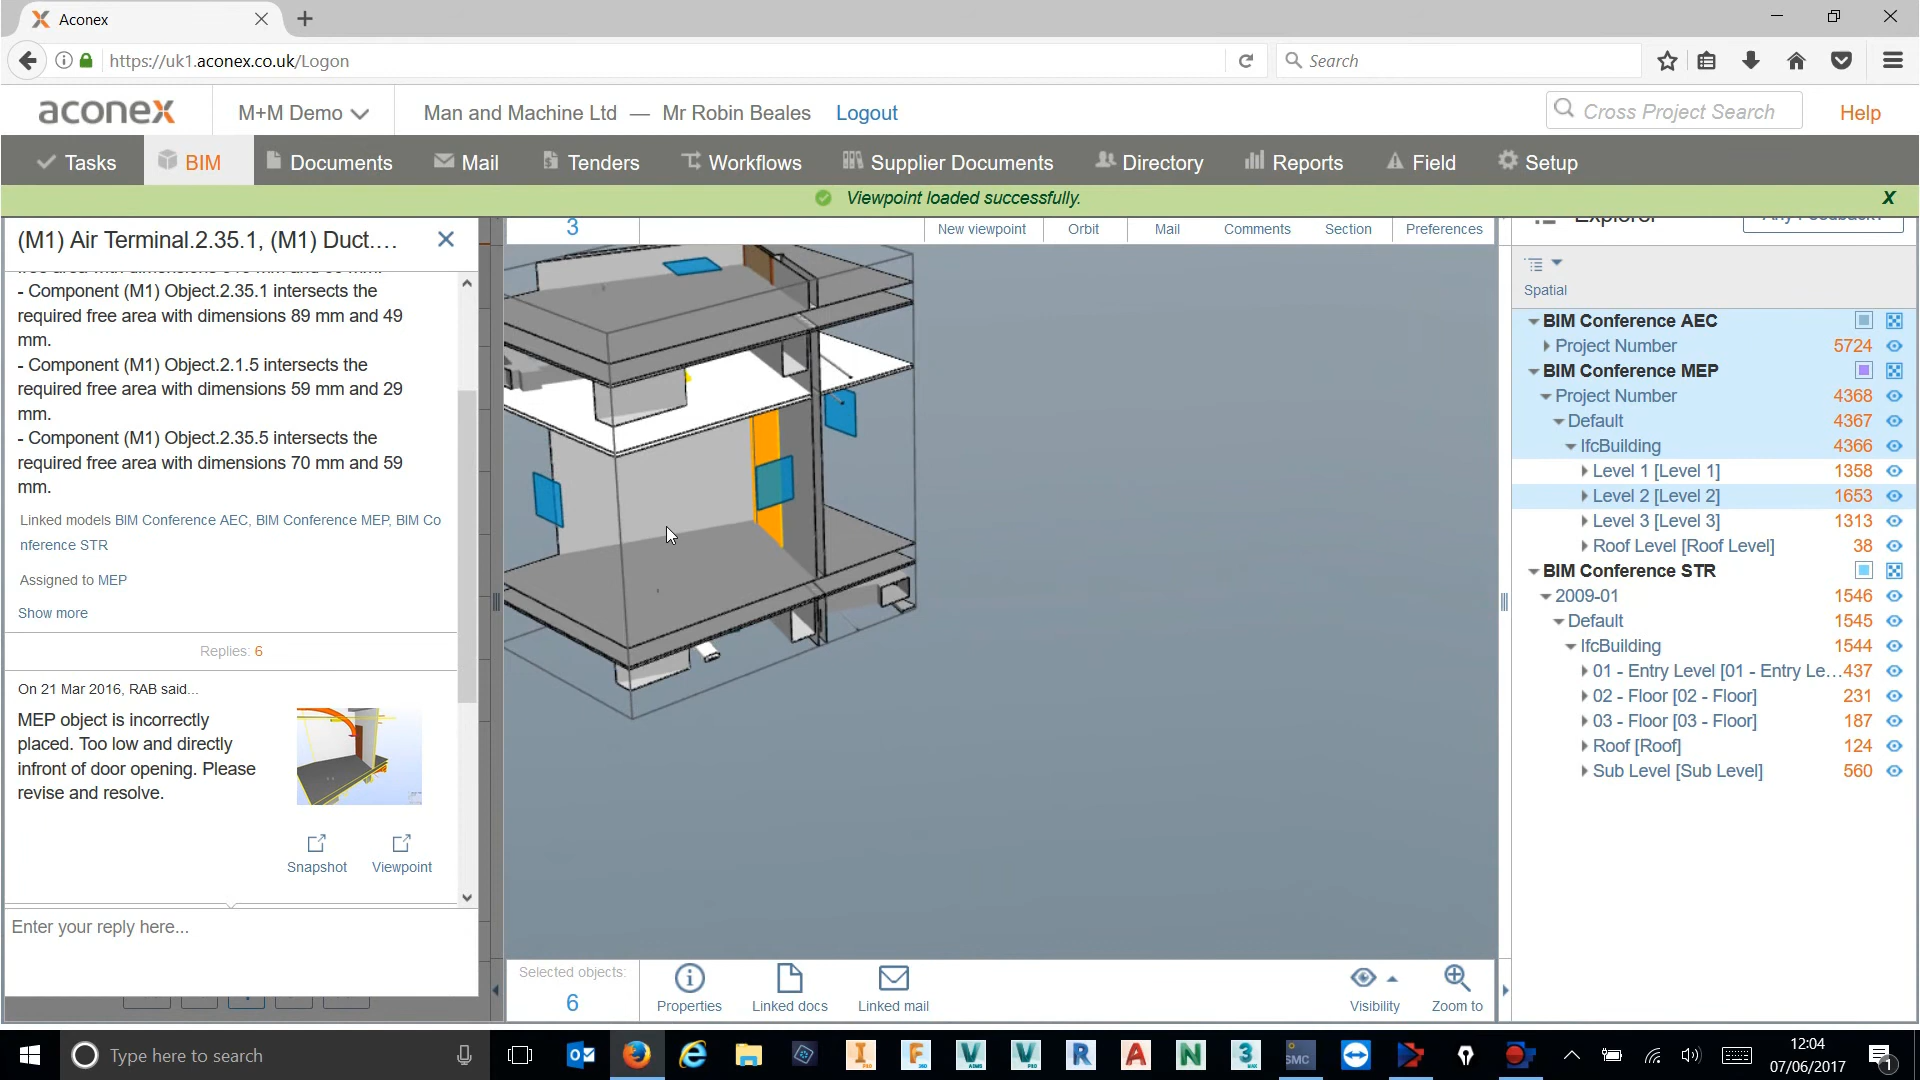 Aconex
https://uk1.aconex.co.uk/Logon
Search
aconex
M+M Demo
Man and Machine Ltd — Mr Robin Beales
Logout
Cross Project Search
Help
Tasks
BIM
Documents
Mail
Tenders
Workflows
Supplier Documents
Directory
Reports
Field
Setup
Viewpoint loaded successfully.
X
(M1) Air Terminal.2.35.1, (M1) Duct....
- Component (M1) Object.2.35.1 intersects the
required free area with dimensions 89 mm and 49
mm.
- Component (M1) Object.2.1.5 intersects the
required free area with dimensions 59 mm and 29
mm.
- Component (M1) Object.2.35.5 intersects the
required free area with dimensions 70 mm and 59
mm.
Linked models BIM Conference AEC, BIM Conference MEP, BIM Co
nference STR
Assigned to MEP
Show more
Replies: 6
On 21 Mar 2016, RAB said...
MEP object is incorrectly
placed. Too low and directly
infront of door opening. Please
revise and resolve.
Snapshot
Viewpoint
Enter your reply here...
3
New viewpoint
Orbit
Mail
Comments
Section
Preferences
Selected objects:
6
Properties
Linked docs
Linked mail
Visibility
Zoom to
Explorer
Any Feedback?
Spatial
BIM Conference AEC
Project Number 5724
BIM Conference MEP
Project Number 4368
Default 4367
IfcBuilding 4366
Level 1 [Level 1] 1358
Level 2 [Level 2] 1653
Level 3 [Level 3] 1313
Roof Level [Roof Level] 38
BIM Conference STR
2009-01 1546
Default 1545
IfcBuilding 1544
01 - Entry Level [01 - Entry Le... 437
02 - Floor [02 - Floor] 231
03 - Floor [03 - Floor] 187
Roof [Roof] 124
Sub Level [Sub Level] 560
Type here to search
SMC
12:04
07/06/2017
1